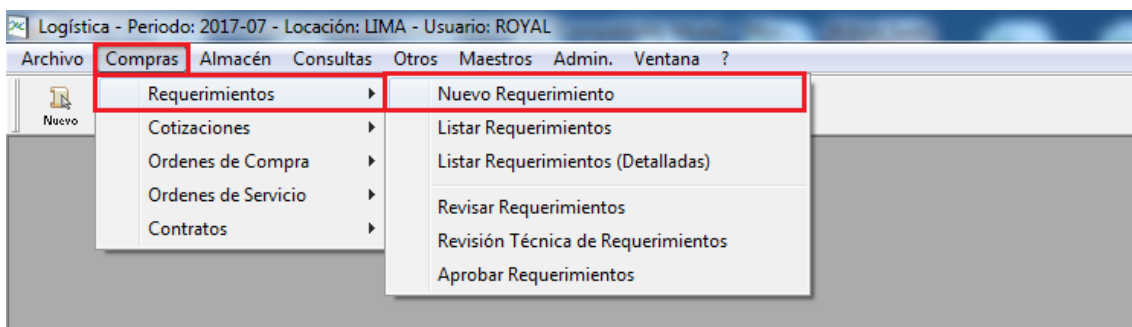 Logística - Periodo: 2017-07 - Locación: LIMA - Usuario: ROYAL
Archivo Compras Almacén Consultas Otros Maestros Admin. Ventana ?
Nuevo
Requerimientos
Cotizaciones
Ordenes de Compra
Ordenes de Servicio
Contratos
Nuevo Requerimiento
Listar Requerimientos
Listar Requerimientos (Detalladas)
Revisar Requerimientos
Revisión Técnica de Requerimientos
Aprobar Requerimientos